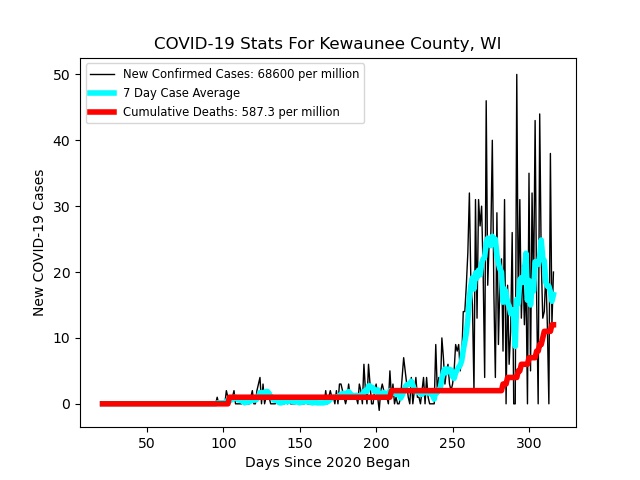 COVID-19 Stats For Kewaunee County, WI
New Confirmed Cases: 68600 per million
7 Day Case Average
Cumulative Deaths: 587.3 per million
New COVID-19 Cases
50
40
30
20
10
0
50 100 150 200 250 300
Days Since 2020 Began